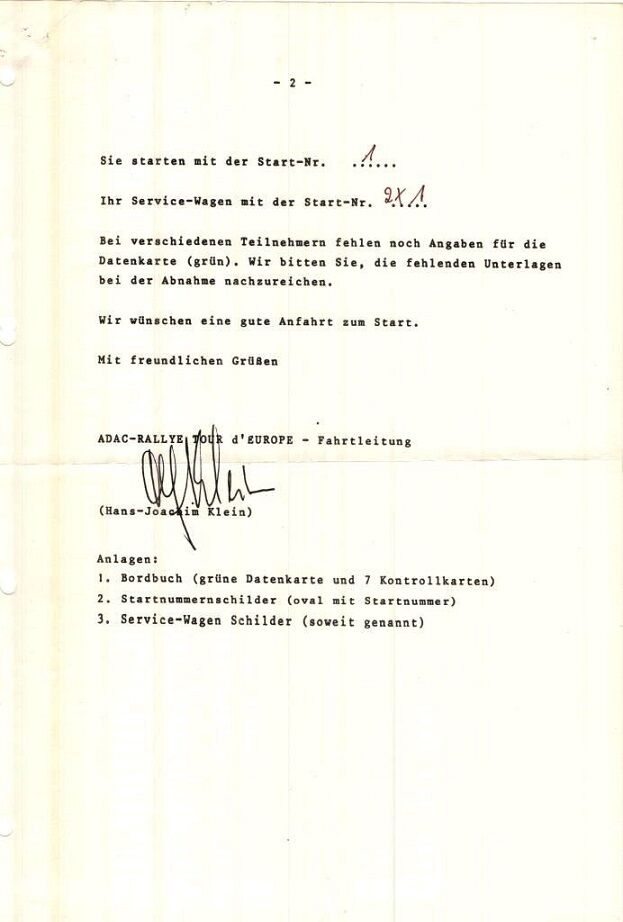 - 2 -
Sie starten mit der Start-Nr. ..1...
Ihr Service-Wagen mit der Start-Nr. 2X1
Bei verschiedenen Teilnehmern fehlen noch Angaben für die
Datenkarte (grün). Wir bitten Sie, die fehlenden Unterlagen
bei der Abnahme nachzureichen.
Wir wünschen eine gute Anfahrt zum Start.
Mit freundlichen Grüßen
ADAC-RALLYE TOUR d'EUROPE - Fahrtleitung
(Hans-Joachim Klein)
Anlagen:
1. Bordbuch (grüne Datenkarte und 7 Kontrollkarten)
2. Startnummernschilder (oval mit Startnummer)
3. Service-Wagen Schilder (soweit genannt)